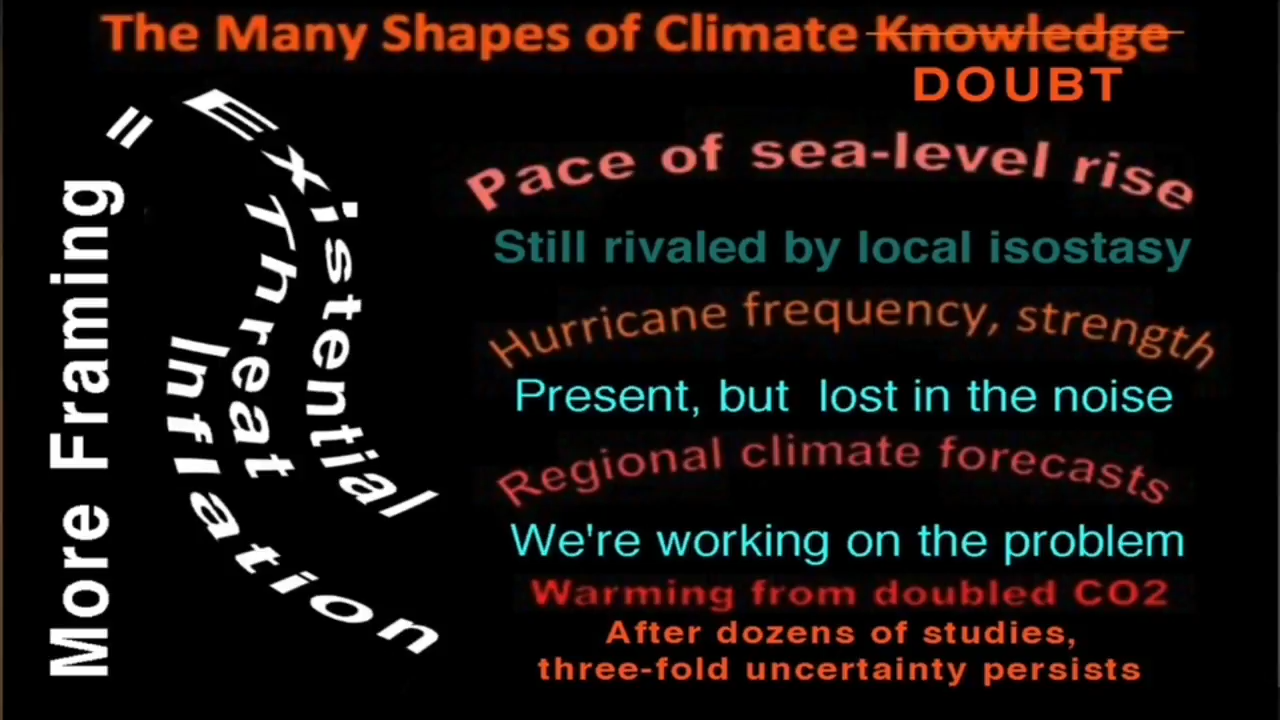 The Many Shapes of Climate Knowledge
DOUBT
More Framing =
Existential
Threat
Inflation
Pace of sea-level rise
Still rivaled by local isostasy
Hurricane frequency, strength
Present, but lost in the noise
Regional climate forecasts
We're working on the problem
Warming from doubled CO2
After dozens of studies,
three-fold uncertainty persists